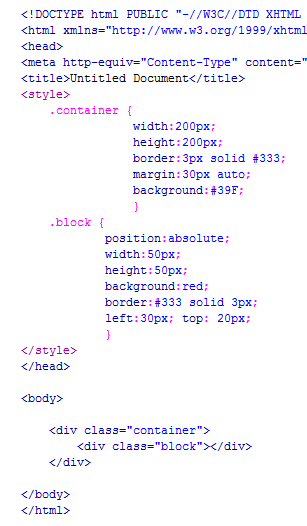 <!DOCTYPE html PUBLIC "-//W3C//DTD XHTML
<html xmlns="http://www.w3.org/1999/xhtml
<head>
<meta http-equiv="Content-Type" content="
<title>Untitled Document</title>
<style>
.container {
width:200px;
height:200px;
border:3px solid #333;
margin:30px auto;
background:#39F;
}
.block {
position:absolute;
width:50px;
height:50px;
background:red;
border:#333 solid 3px;
left:30px; top: 20px;
}
</style>
</head>
<body>
<div class="container">
<div class="block"></div>
</div>
</body>
</html>